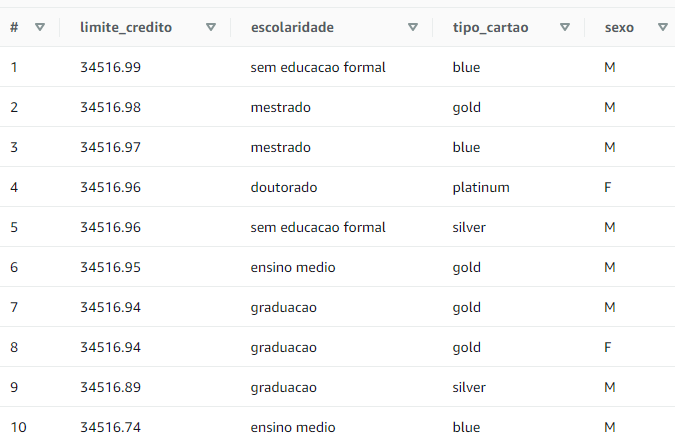 # limite_credito escolaridade tipo_cartao sexo
1 34516.99 sem educacao formal blue M
2 34516.98 mestrado gold M
3 34516.97 mestrado blue M
4 34516.96 doutorado platinum F
5 34516.96 sem educacao formal silver M
6 34516.95 ensino medio gold M
7 34516.94 graduacao gold M
8 34516.94 graduacao gold F
9 34516.89 graduacao silver M
10 34516.74 ensino medio blue M